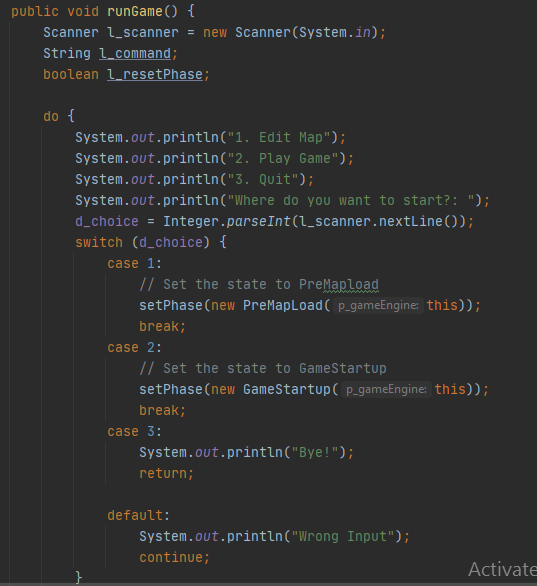 public void runGame() {
Scanner l_scanner = new Scanner(System.in);
String l_command;
boolean l_resetPhase;
do {
System.out.println("1. Edit Map");
System.out.println("2. Play Game");
System.out.println("3. Quit");
System.out.println("Where do you want to start?: ");
d_choice = Integer.parseInt(l_scanner.nextLine());
switch (d_choice) {
case 1:
// Set the state to PreMapload
setPhase(new PreMapLoad( p_gameEngine: this));
break;
case 2:
// Set the state to GameStartup
setPhase(new GameStartup( p_gameEngine: this));
break;
case 3:
System.out.println("Bye!");
return;
default:
System.out.println("Wrong Input");
continue;
}
Activate